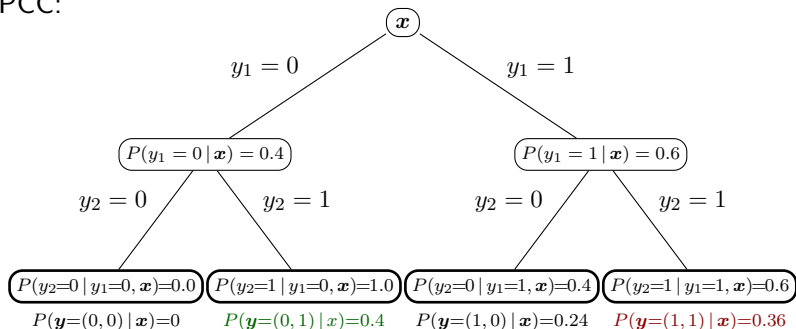 PCC:
x
y₁ = 0 y₁ = 1
P(y₁ = 0 | x) = 0.4 P(y₁ = 1 | x) = 0.6
y₂ = 0 y₂ = 1 y₂ = 0 y₂ = 1
P(y₂=0 | y₁=0, x)=0.0 P(y₂=1 | y₁=0, x)=1.0 P(y₂=0 | y₁=1, x)=0.4 P(y₂=1 | y₁=1, x)=0.6
P(y=(0, 0) | x)=0 P(y=(0, 1) | x)=0.4 P(y=(1, 0) | x)=0.24 P(y=(1, 1) | x)=0.36